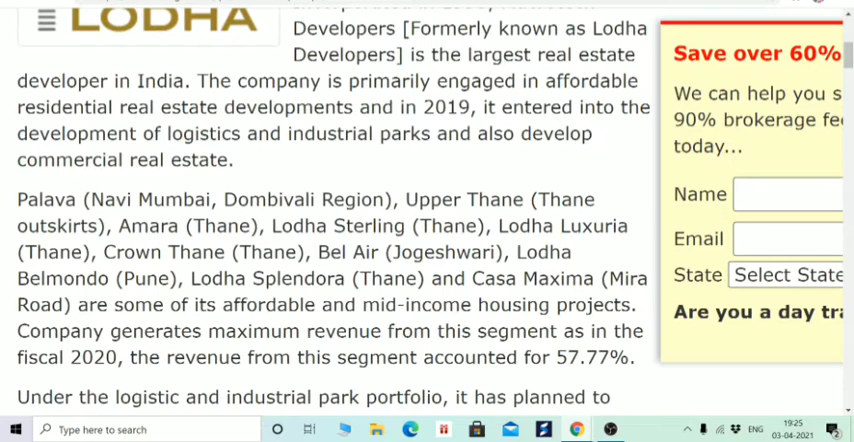 LODHA
Developers [Formerly known as Lodha
Developers] is the largest real estate
developer in India. The company is primarily engaged in affordable
residential real estate developments and in 2019, it entered into the
development of logistics and industrial parks and also develop
commercial real estate.
Palava (Navi Mumbai, Dombivali Region), Upper Thane (Thane
outskirts), Amara (Thane), Lodha Sterling (Thane), Lodha Luxuria
(Thane), Crown Thane (Thane), Bel Air (Jogeshwari), Lodha
Belmondo (Pune), Lodha Splendora (Thane) and Casa Maxima (Mira
Road) are some of its affordable and mid-income housing projects.
Company generates maximum revenue from this segment as in the
fiscal 2020, the revenue from this segment accounted for 57.77%.
Under the logistic and industrial park portfolio, it has planned to
Save over 60%
We can help you s
90% brokerage fe
today...
Name
Email
State Select State
Are you a day tr
Type here to search
ENG
19:25
03-04-2021
2